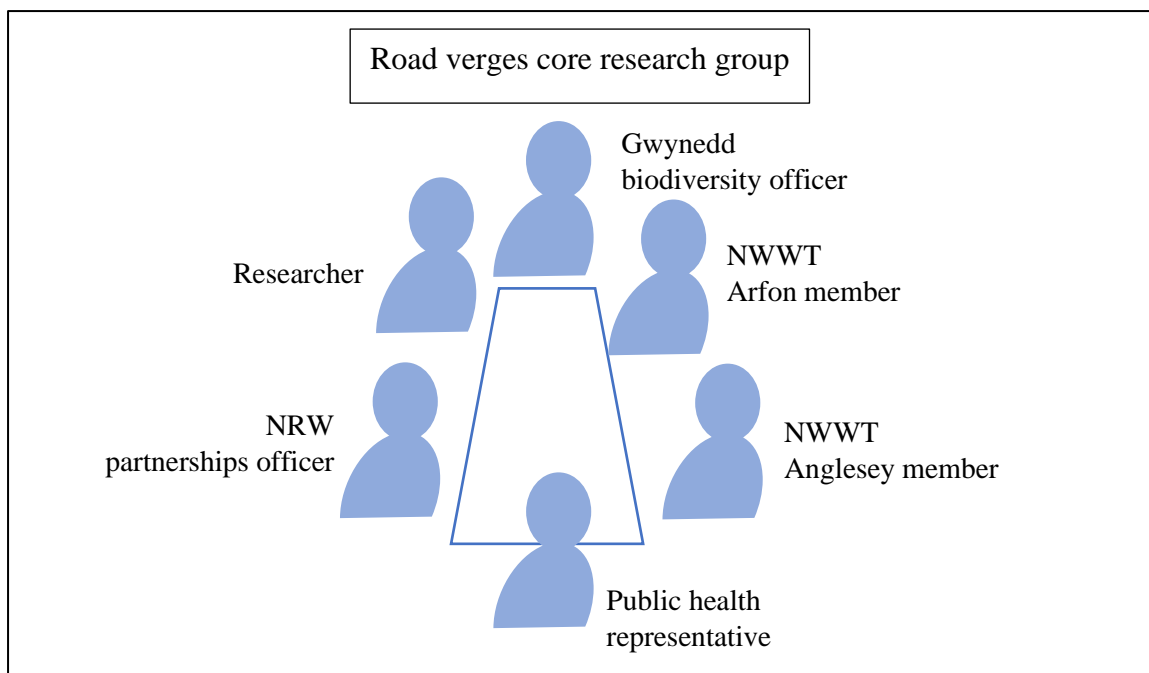 Road verges core research group
Gwynedd
biodiversity officer
Researcher
NWWT
Arfon member
NRW
partnerships officer
NWWT
Anglesey member
Public health
representative